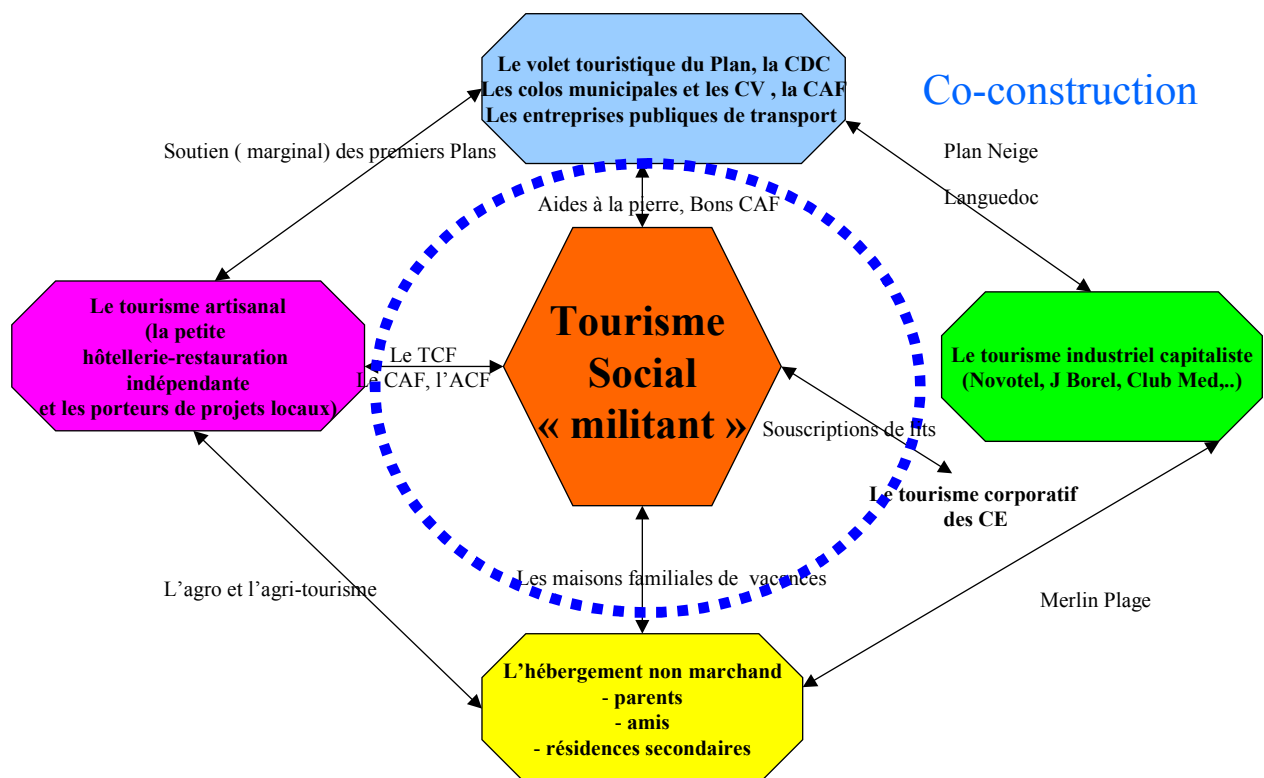 Le volet touristique du Plan, la CDC
Les colos municipales et les CV , la CAF
Les entreprises publiques de transport
Co-construction
Soutien ( marginal) des premiers Plans
Plan Neige
Languedoc
Aides à la pierre, Bons CAF
Le tourisme artisanal
(la petite
hôtellerie-restauration
indépendante
et les porteurs de projets locaux)
Le TCF
Le CAF, l’ACF
Tourisme
Social
« militant »
Le tourisme industriel capitaliste
(Novotel, J Borel, Club Med,..)
Souscriptions de lits
Le tourisme corporatif
des CE
L’agro et l’agri-tourisme
Les maisons familiales de vacances
Merlin Plage
L’hébergement non marchand
- parents
- amis
- résidences secondaires